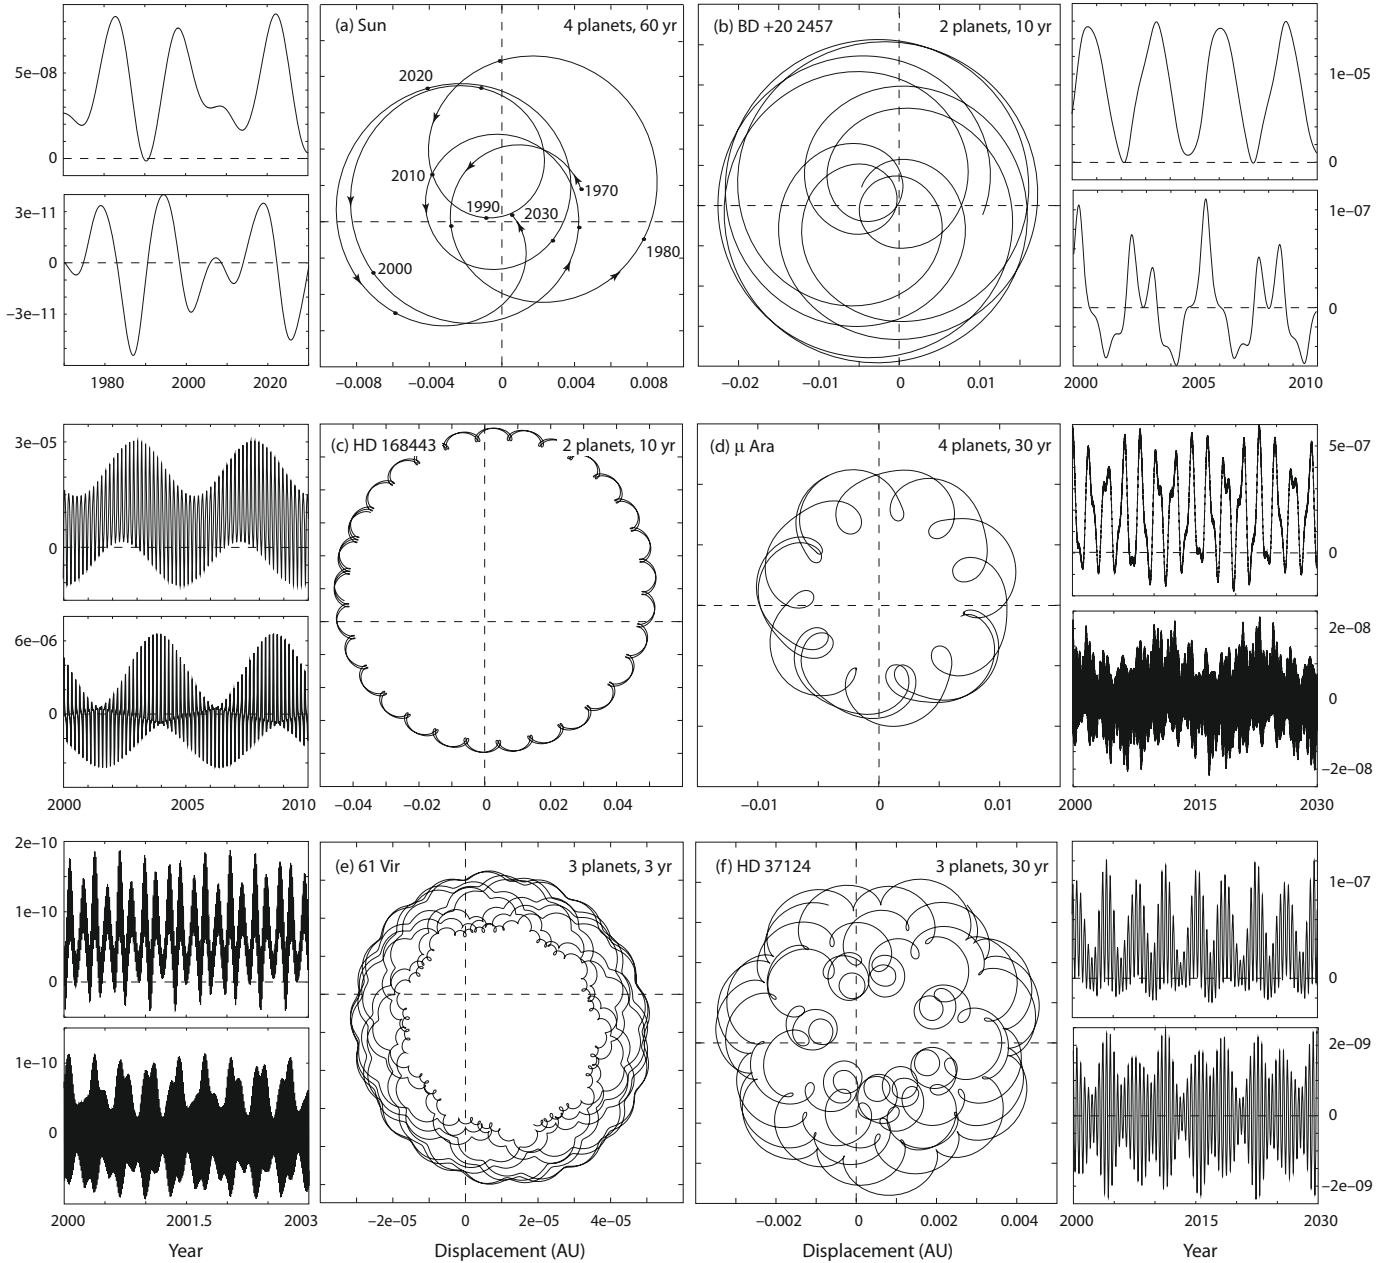 (a) Sun
4 planets, 60 yr
5e−08
0
3e−11
0
−3e−11
1980
2000
2020
2020
2010
1990
2030
1970
2000
1980
−0.008
−0.004
0
0.004
0.008
(b) BD +20 2457
2 planets, 10 yr
1e−05
0
1e−07
0
−0.02
−0.01
0
0.01
2000
2005
2010
(c) HD 168443
2 planets, 10 yr
3e−05
0
6e−06
0
2000
2005
2010
−0.04
−0.02
0
0.02
0.04
(d) μ Ara
4 planets, 30 yr
5e−07
0
2e−08
0
−2e−08
−0.01
0
0.01
2000
2015
2030
(e) 61 Vir
3 planets, 3 yr
2e−10
1e−10
0
1e−10
0
2000
2001.5
2003
Year
−2e−05
0
2e−05
4e−05
Displacement (AU)
(f) HD 37124
3 planets, 30 yr
1e−07
0
2e−09
0
−2e−09
−0.002
0
0.002
0.004
Displacement (AU)
2000
2015
2030
Year